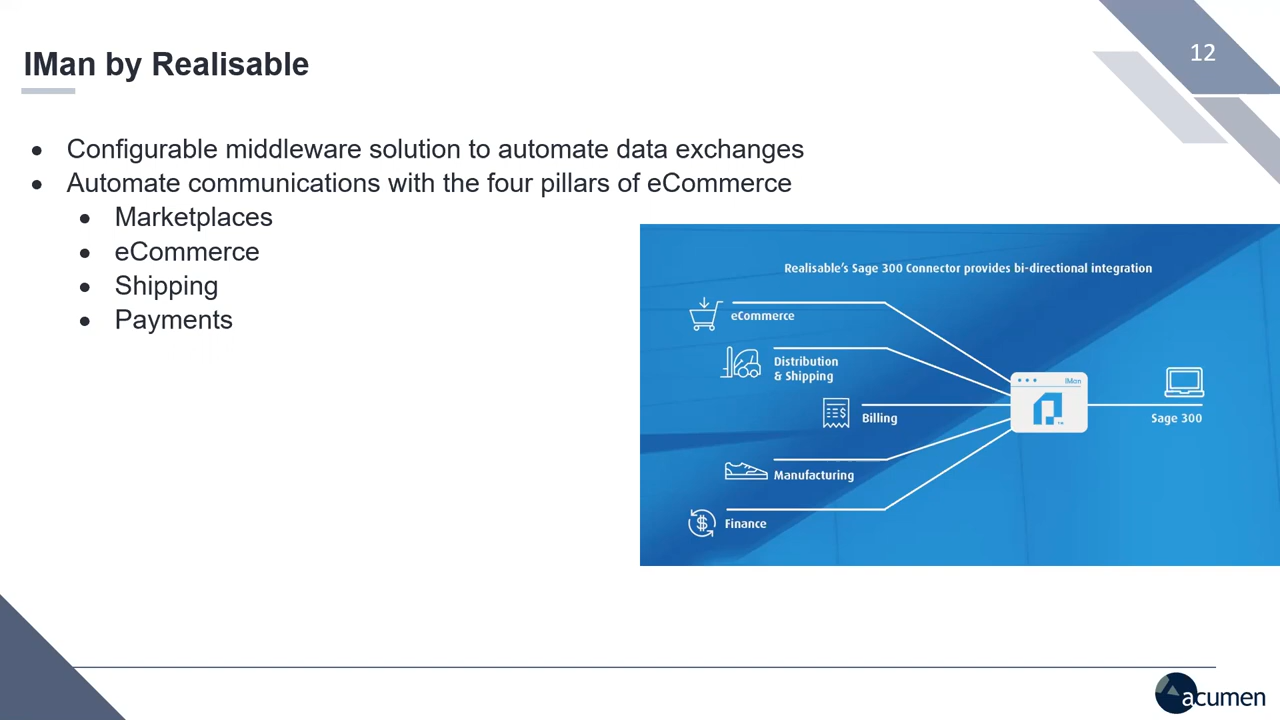 12
IMan by Realisable
Configurable middleware solution to automate data exchanges
Automate communications with the four pillars of eCommerce
Marketplaces
eCommerce
Shipping
Payments
Realisable's Sage 300 Connector provides bi-directional integration
eCommerce
Distribution
& Shipping
Billing
Manufacturing
Finance
IMan
™
Sage 300
acumen